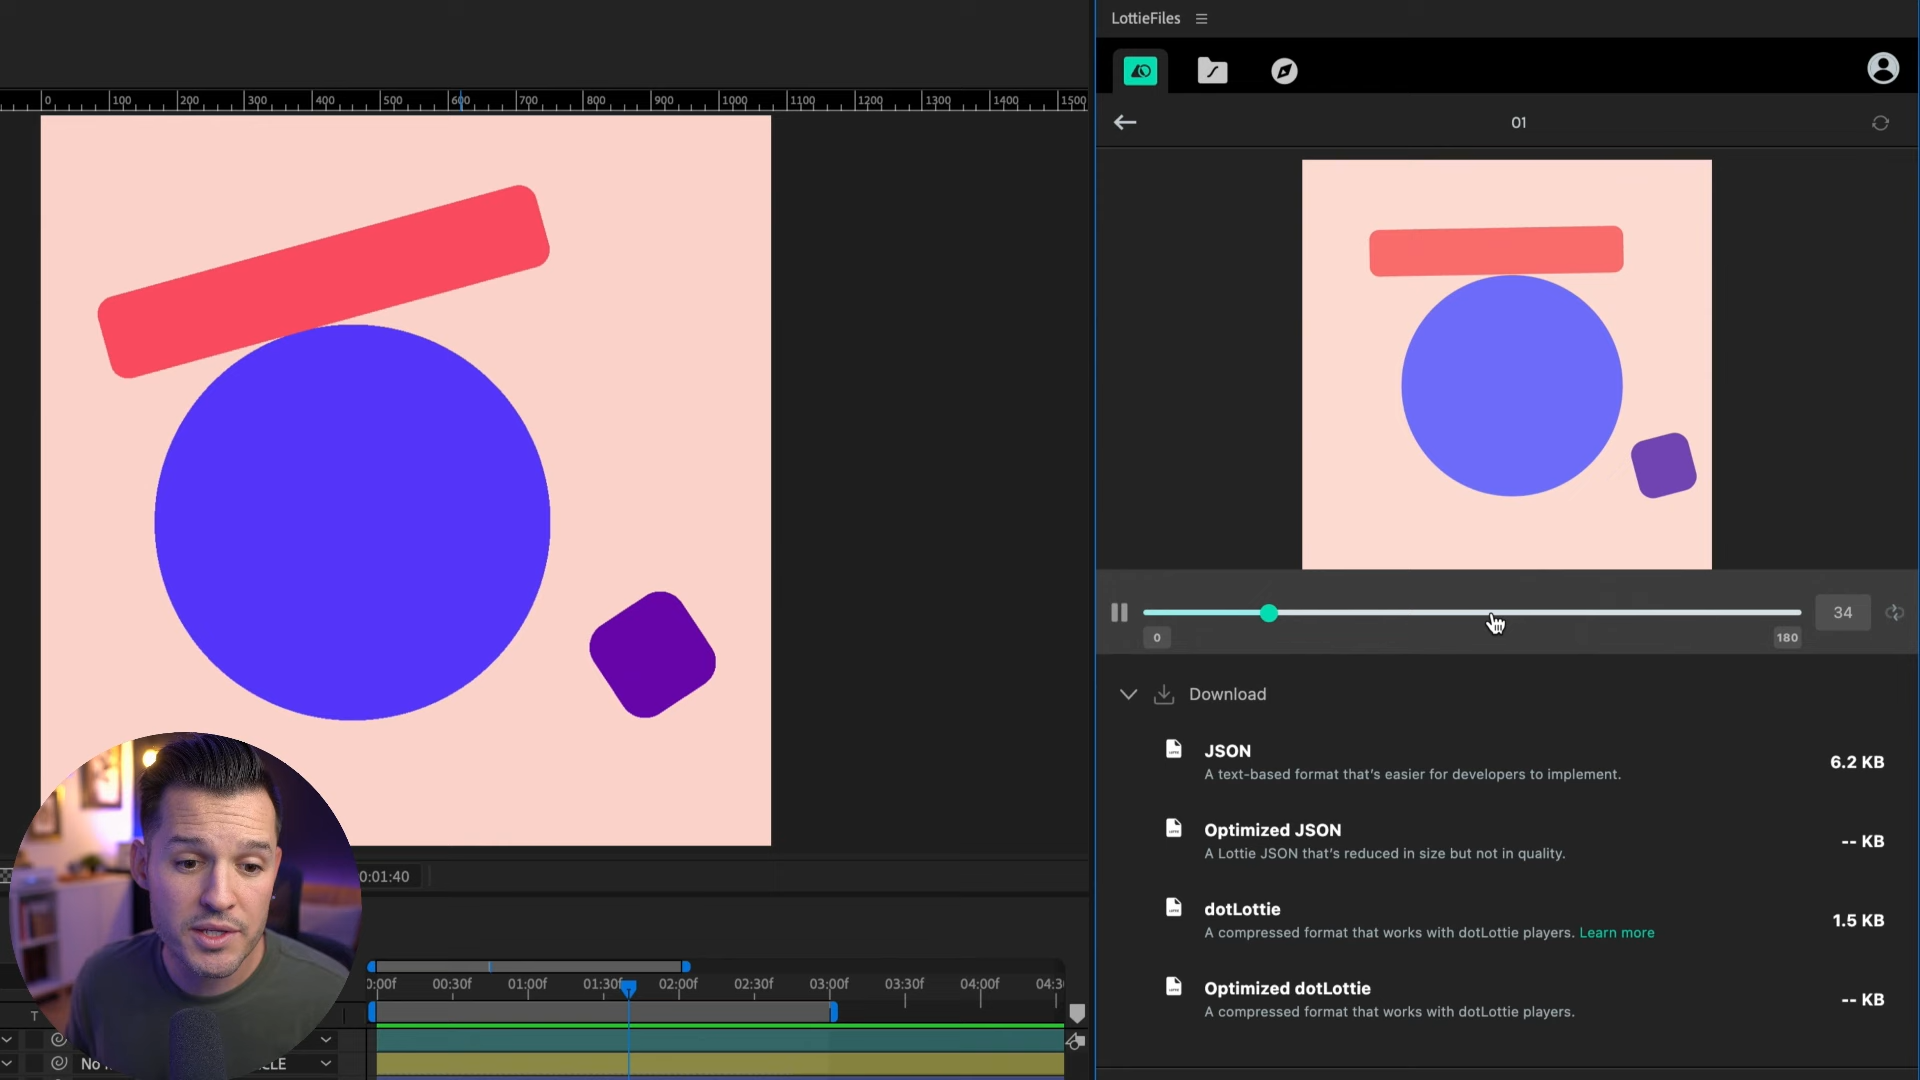 LottieFiles
0 100 200 300 400 500 600 700 800 900 1000 1100 1200 1300 1400 1500
01
34
0
180
Download
JSON
6.2 KB
A text-based format that's easier for developers to implement.
Optimized JSON
-- KB
A Lottie JSON that's reduced in size but not in quality.
dotLottie
1.5 KB
A compressed format that works with dotLottie players. Learn more
Optimized dotLottie
-- KB
A compressed format that works with dotLottie players.
0:01:40
0:00f 00:30f 01:00f 01:30f 02:00f 02:30f 03:00f 03:30f 04:00f 04:30
T